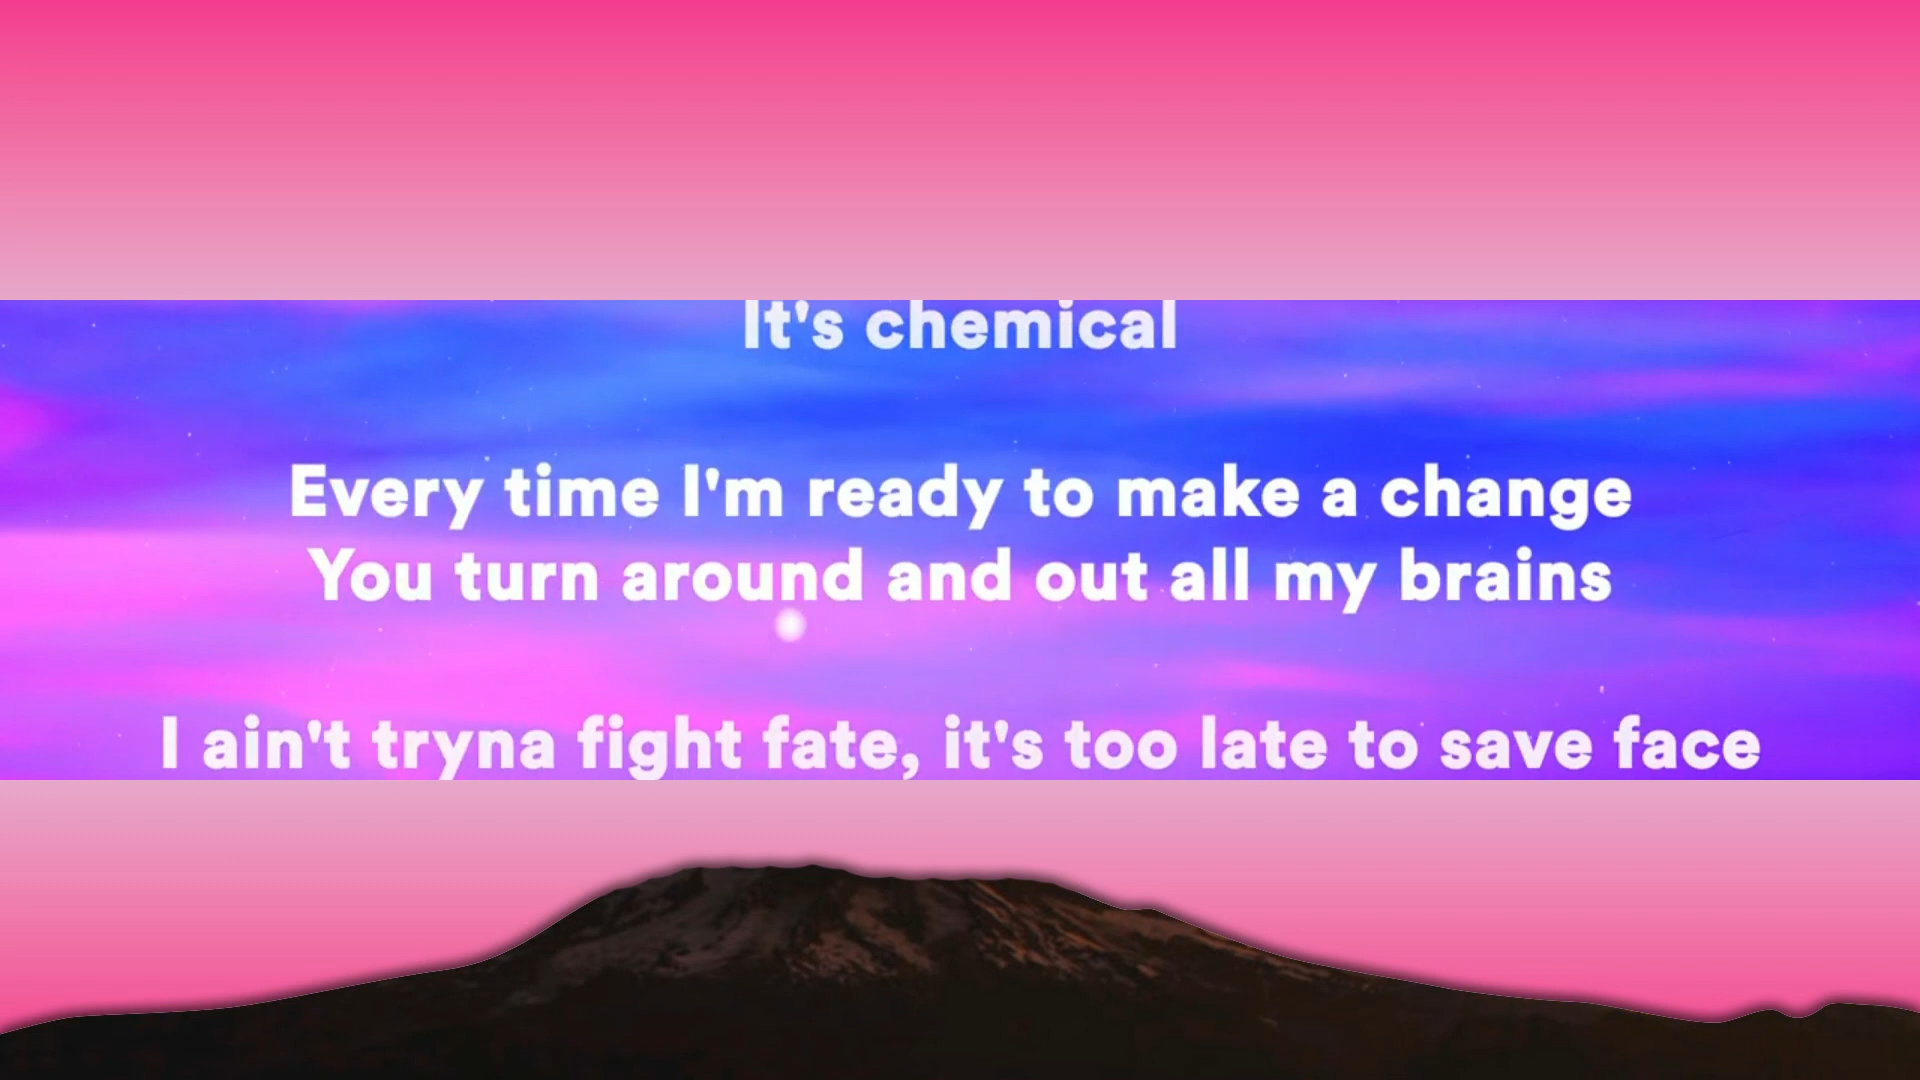 It's chemical
Every time I'm ready to make a change
You turn around and out all my brains
I ain't tryna fight fate, it's too late to save face